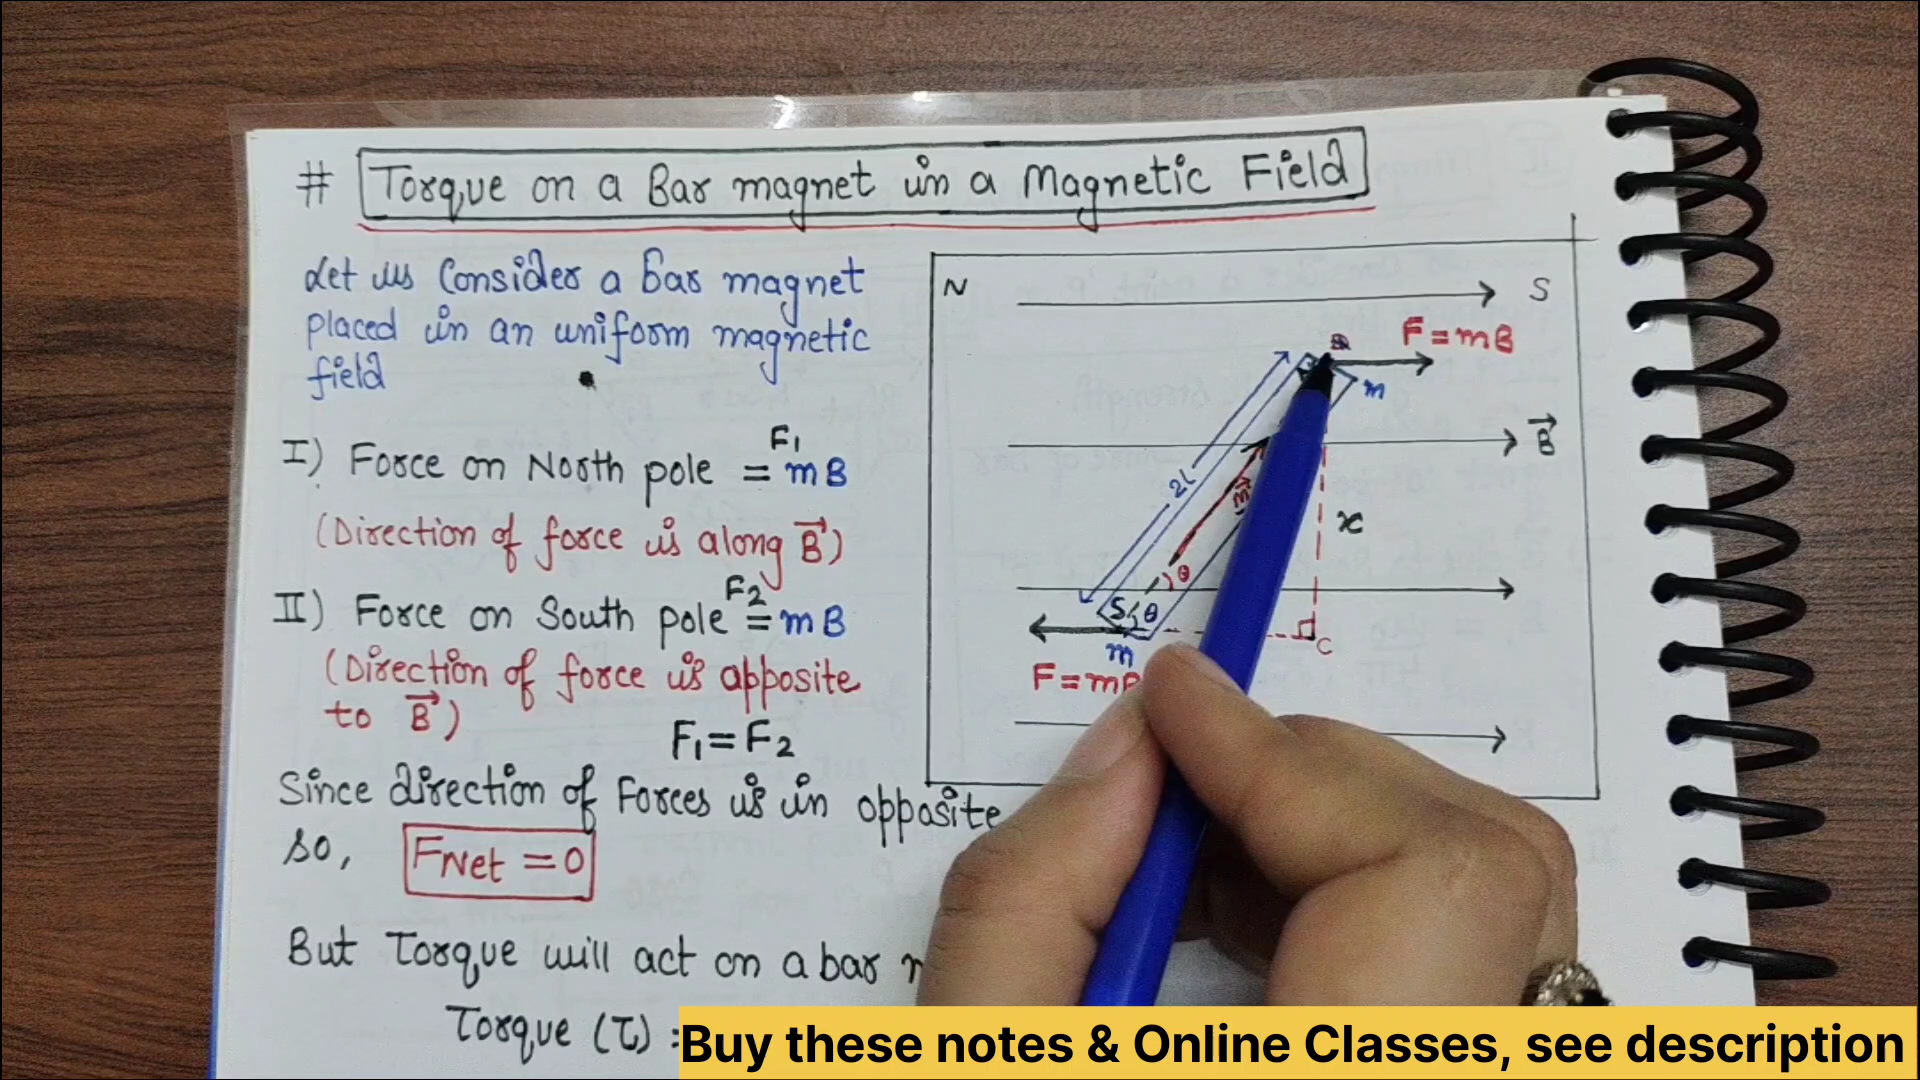 # Torque on a Bar magnet in a Magnetic Field
Let us Consider a bar magnet
placed in an uniform magnetic
field
I) Force on North pole = mB
F1
(Direction of force is along B⃗)
II) Force on South pole = mB
F2
(Direction of force is opposite
to B⃗)
F1 = F2
Since direction of Forces is in opposite
so, FNet = 0
But Torque will act on a bar
Torque (τ) :
N
S
F = mB
m
B⃗
2l
x
θ
S
θ
C
m
F = mB
Buy these notes & Online Classes, see description